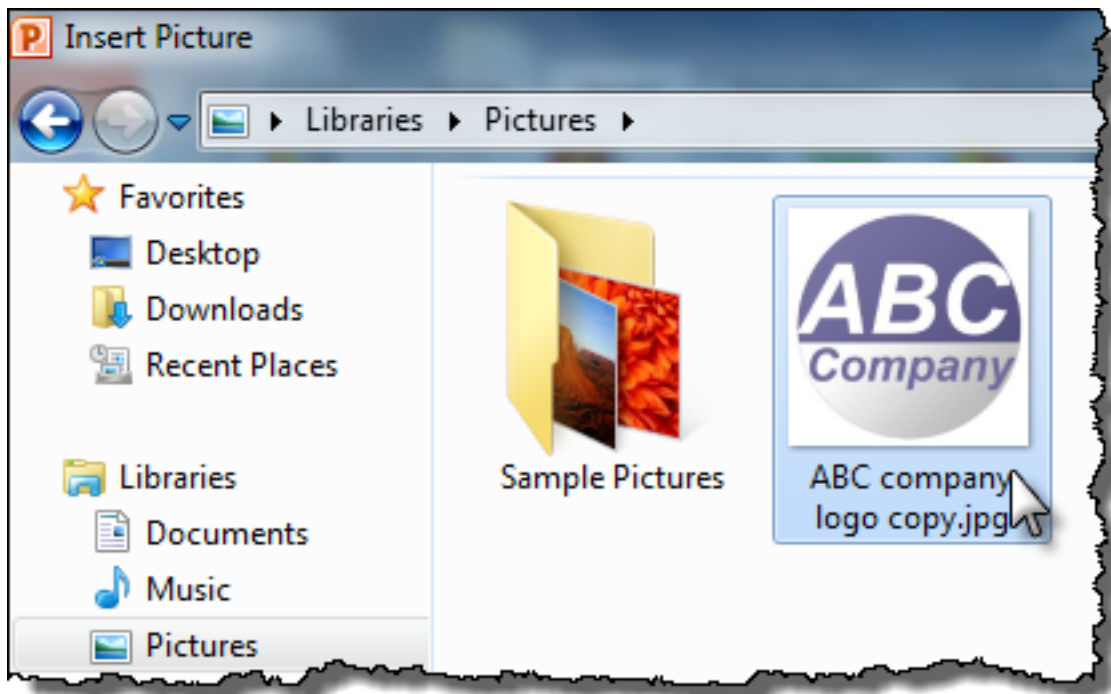 Insert Picture
Libraries Pictures
Favorites
Desktop
Downloads
Recent Places
Libraries
Documents
Music
Pictures
Sample Pictures
ABC
Company
ABC company
logo copy.jpg